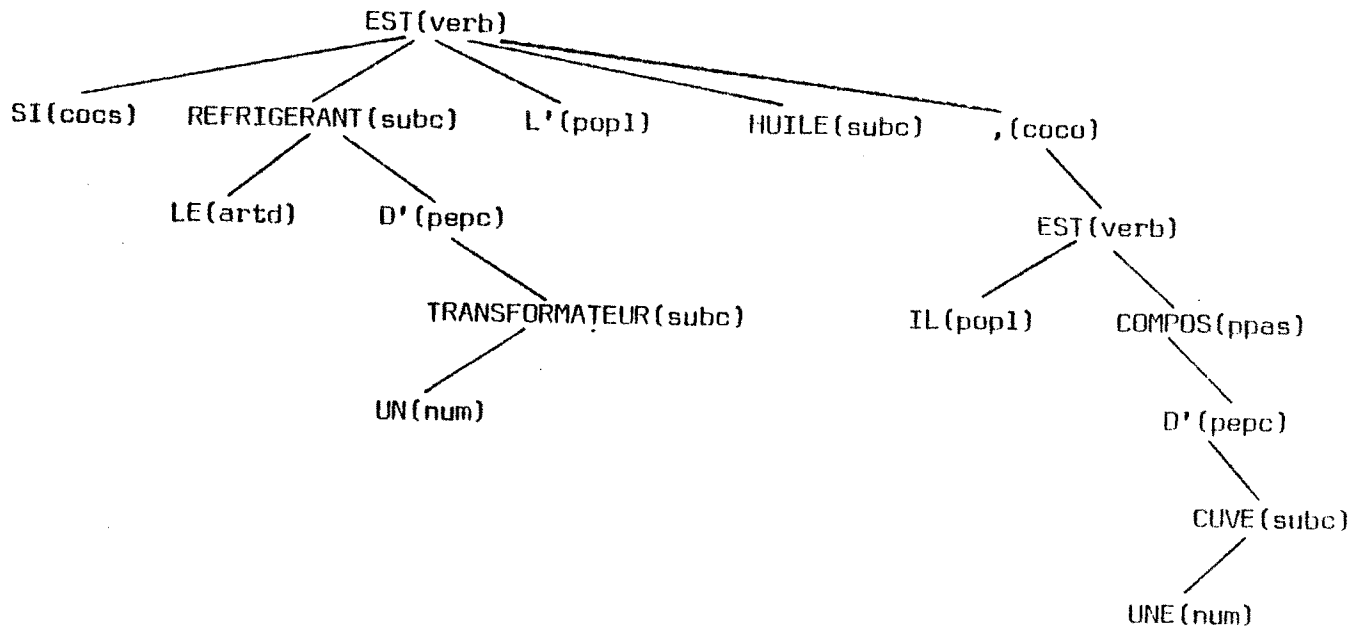 EST(verb)
SI(cocs) REFRIGERANT(subc) L'(popl) HUILE(subc) ,(coco)
LE(artd) D'(pepc) EST(verb)
TRANSFORMATEUR(subc) IL(popl) COMPOS(ppas)
UN(num) D'(pepc)
CUVE(subc)
UNE(num)